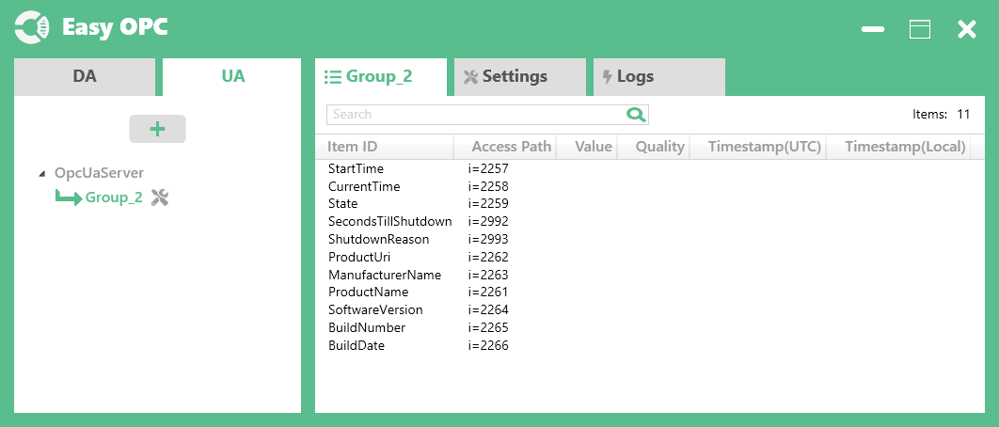 Easy OPC
DA UA
Group_2 Settings Logs
Search Items: 11
Item ID Access Path Value Quality Timestamp(UTC) Timestamp(Local)
OpcUaServer
Group_2
StartTime i=2257
CurrentTime i=2258
State i=2259
SecondsTillShutdown i=2992
ShutdownReason i=2993
ProductUri i=2262
ManufacturerName i=2263
ProductName i=2261
SoftwareVersion i=2264
BuildNumber i=2265
BuildDate i=2266